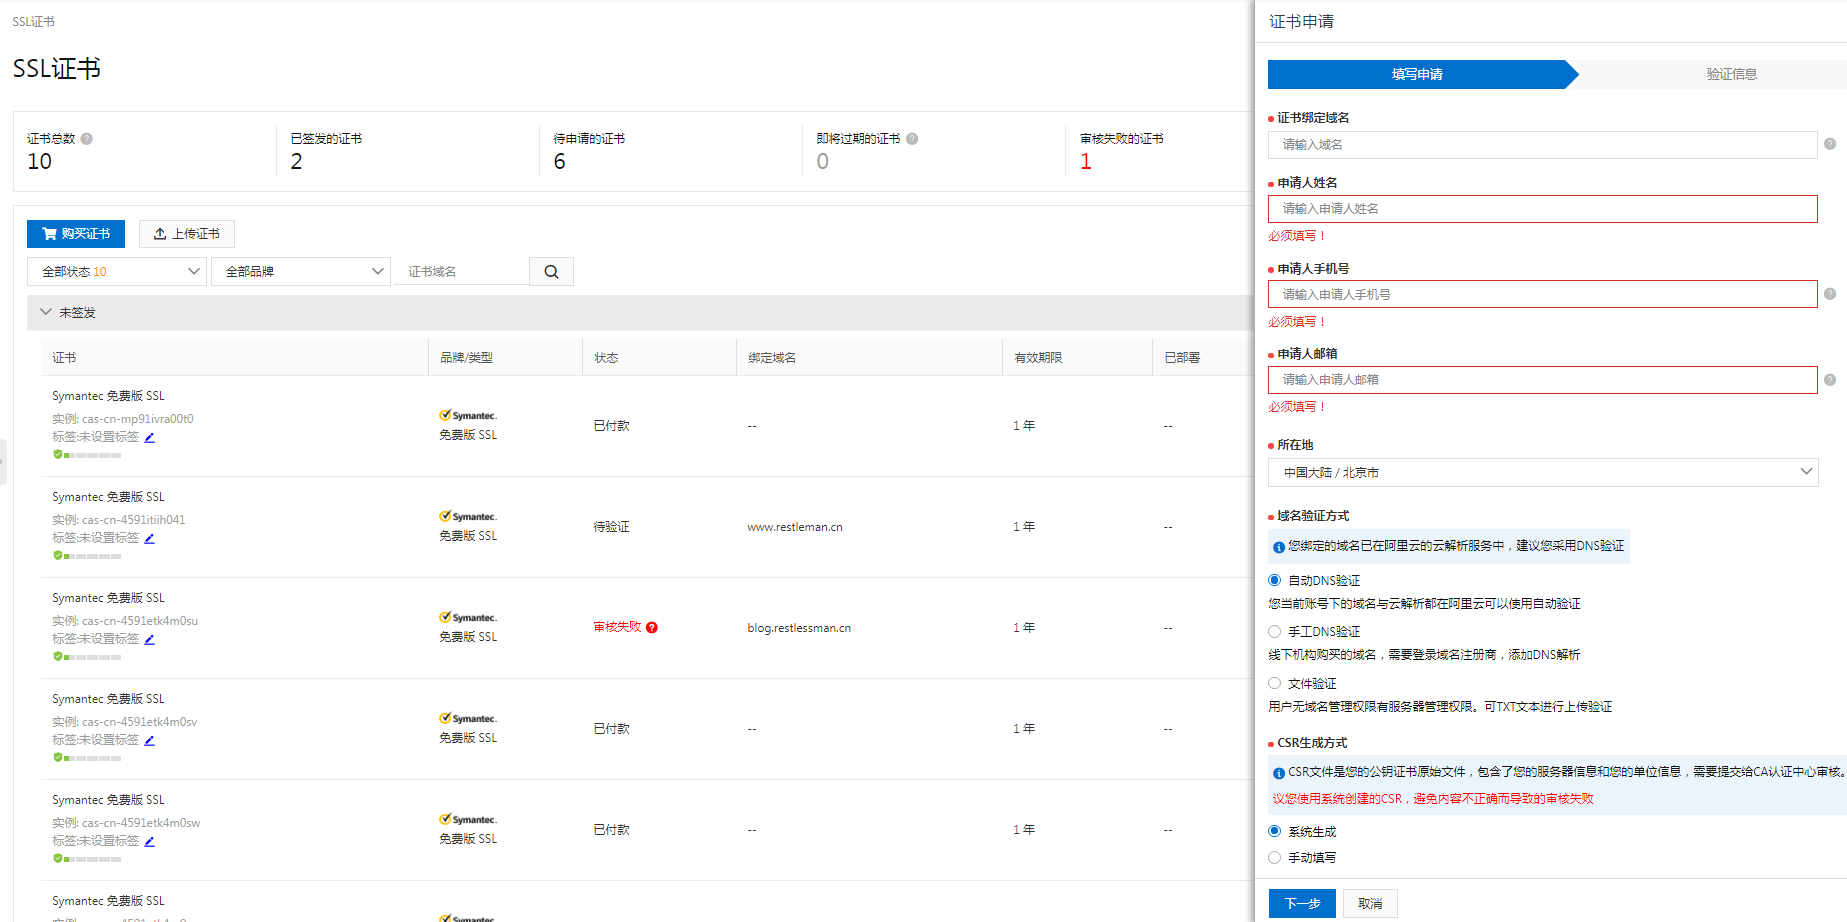 SSL证书
SSL证书
证书总数
10
已签发的证书
2
待申请的证书
6
即将过期的证书
0
审核失败的证书
1
购买证书
上传证书
全部状态 10
全部品牌
证书域名
未签发
证书 品牌/类型 状态 绑定域名 有效期限 已部署
Symantec 免费版 SSL
实例: cas-cn-mp91ivra00t0
标签:未设置标签
Symantec.
免费版 SSL
已付款
--
1 年
--
Symantec 免费版 SSL
实例: cas-cn-4591itiih041
标签:未设置标签
Symantec.
免费版 SSL
待验证
www.restleman.cn
1 年
--
Symantec 免费版 SSL
实例: cas-cn-4591etk4m0su
标签:未设置标签
Symantec.
免费版 SSL
审核失败
blog.restlessman.cn
1 年
--
Symantec 免费版 SSL
实例: cas-cn-4591etk4m0sv
标签:未设置标签
Symantec.
免费版 SSL
已付款
--
1 年
--
Symantec 免费版 SSL
实例: cas-cn-4591etk4m0sw
标签:未设置标签
Symantec.
免费版 SSL
已付款
--
1 年
--
Symantec 免费版 SSL
Symantec.
证书申请
填写申请
验证信息
证书绑定域名
请输入域名
申请人姓名
请输入申请人姓名
必须填写！
申请人手机号
请输入申请人手机号
必须填写！
申请人邮箱
请输入申请人邮箱
必须填写！
所在地
中国大陆 / 北京市
域名验证方式
您绑定的域名已在阿里云的云解析服务中，建议您采用DNS验证
自动DNS验证
您当前账号下的域名与云解析都在阿里云可以使用自动验证
手工DNS验证
线下机构购买的域名，需要登录域名注册商，添加DNS解析
文件验证
用户无域名管理权限有服务器管理权限。可TXT文本进行上传验证
CSR生成方式
CSR文件是您的公钥证书原始文件，包含了您的服务器信息和您的单位信息，需要提交给CA认证中心审核。
议您使用系统创建的CSR，避免内容不正确而导致的审核失败
系统生成
手动填写
下一步
取消